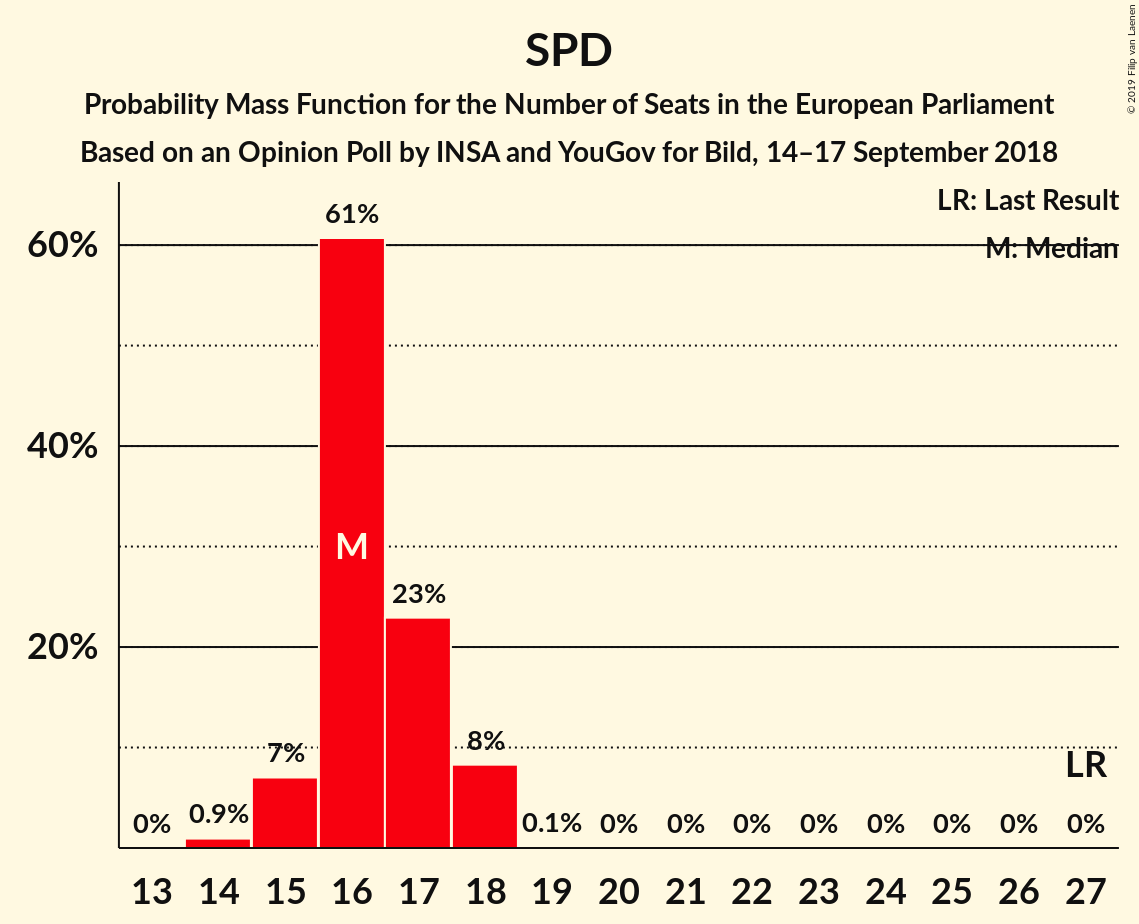 SPD
Probability Mass Function for the Number of Seats in the European Parliament
Based on an Opinion Poll by INSA and YouGov for Bild, 14–17 September 2018
© 2019 Filip van Laenen
LR: Last Result
M: Median
60%
40%
20%
0% 0.9% 7% 61% 23% 8% 0.1% 0% 0% 0% 0% 0% 0% 0% 0%
M
LR
13 14 15 16 17 18 19 20 21 22 23 24 25 26 27